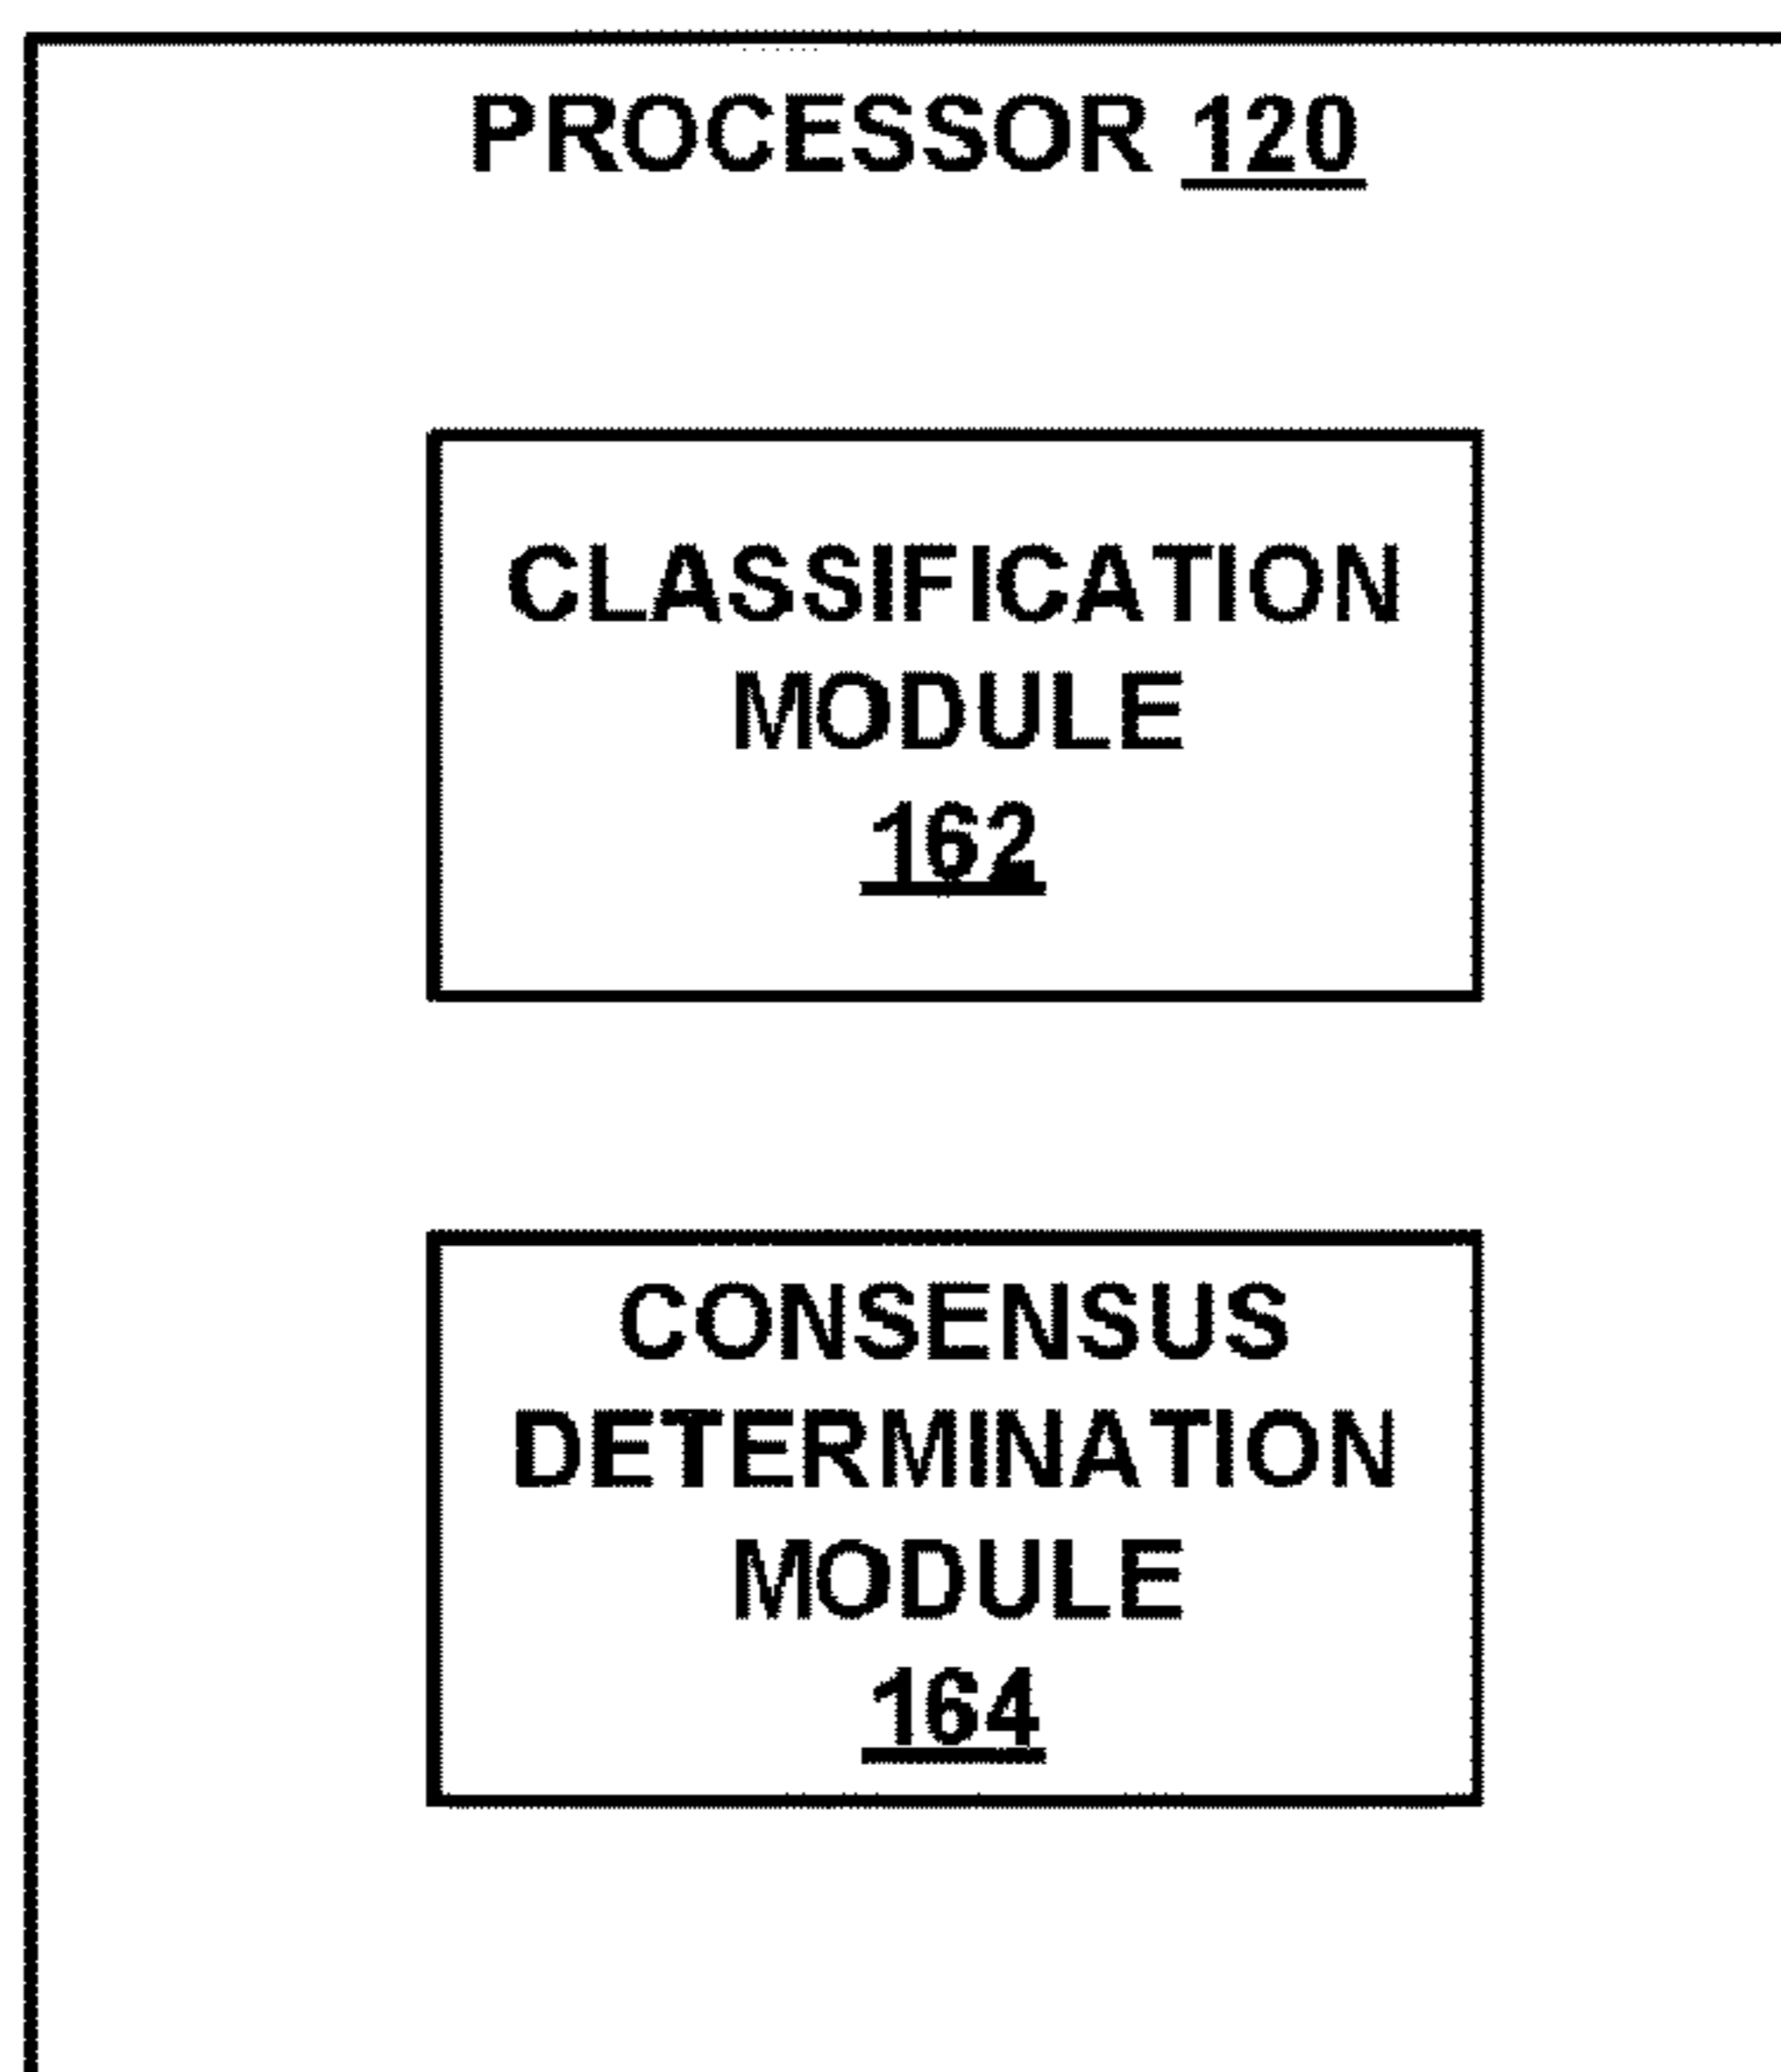 PROCESSOR 120
CLASSIFICATION
MODULE
162
CONSENSUS
DETERMINATION
MODULE
164